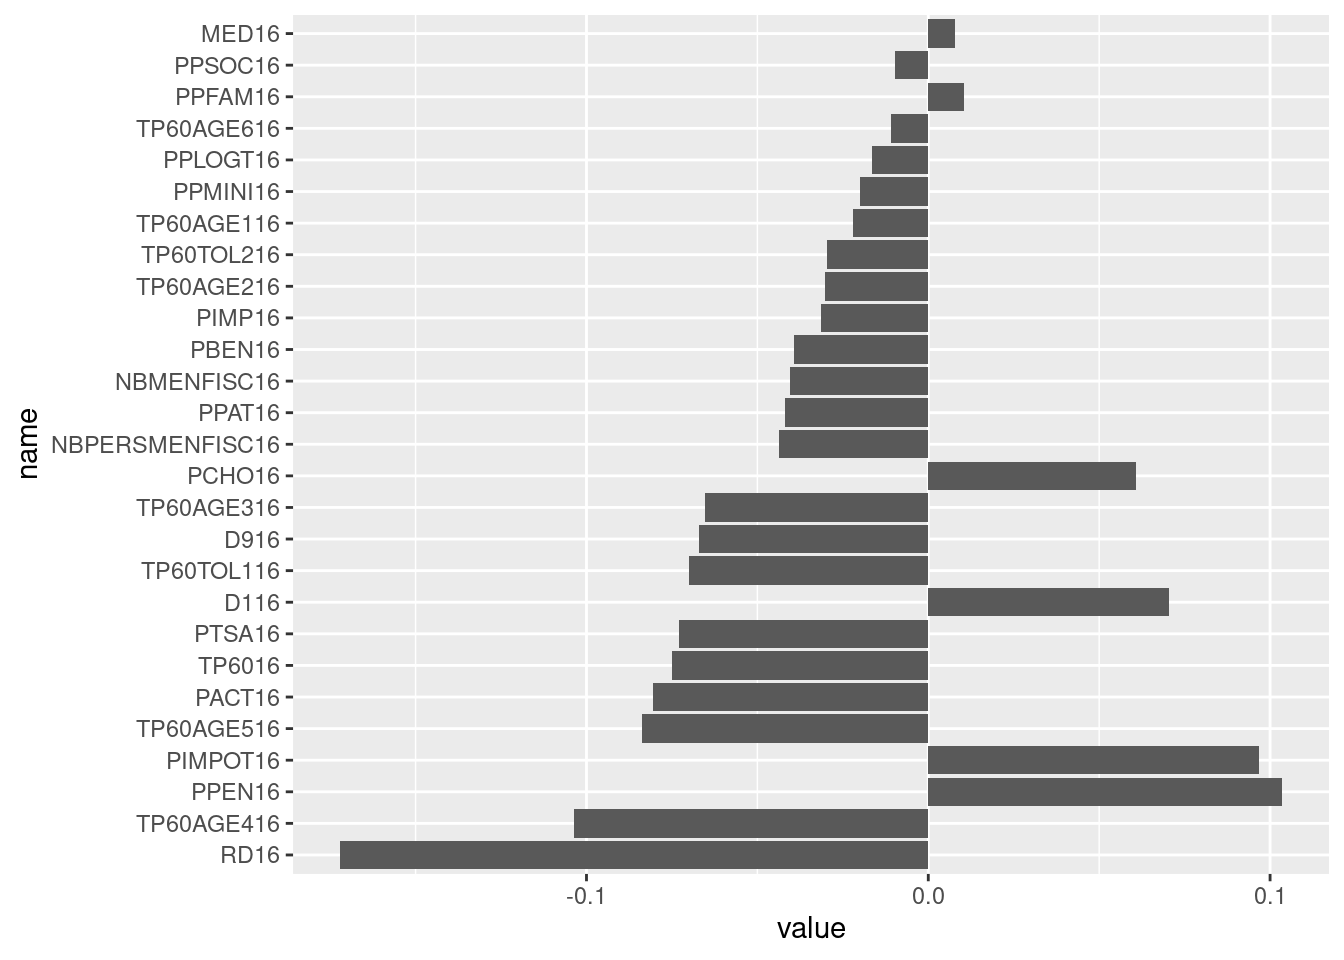 MED16
PPSOC16
PPFAM16
TP60AGE616
PPLOGT16
PPMINI16
TP60AGE116
TP60TOL216
TP60AGE216
PIMP16
PBEN16
NBMENFISC16
PPAT16
NBPERSMENFISC16
PCHO16
TP60AGE316
D916
TP60TOL116
D116
PTSA16
TP6016
PACT16
TP60AGE516
PIMPOT16
PPEN16
TP60AGE416
RD16
name
-0.1 0.0 0.1
value